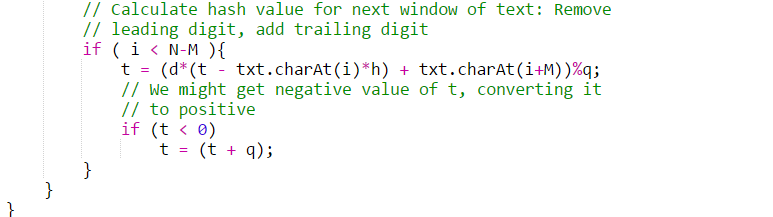 // Calculate hash value for next window of text: Remove
// leading digit, add trailing digit
if ( i < N-M ){
t = (d*(t - txt.charAt(i)*h) + txt.charAt(i+M))%q;
// We might get negative value of t, converting it
// to positive
if (t < 0)
t = (t + q);
}
}
}